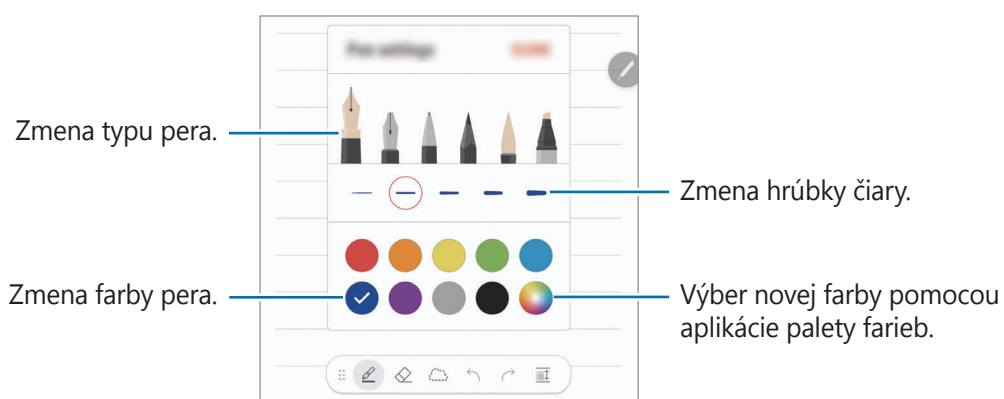 Zmena typu pera.
Zmena hrúbky čiary.
Zmena farby pera.
Výber novej farby pomocou
aplikácie palety farieb.